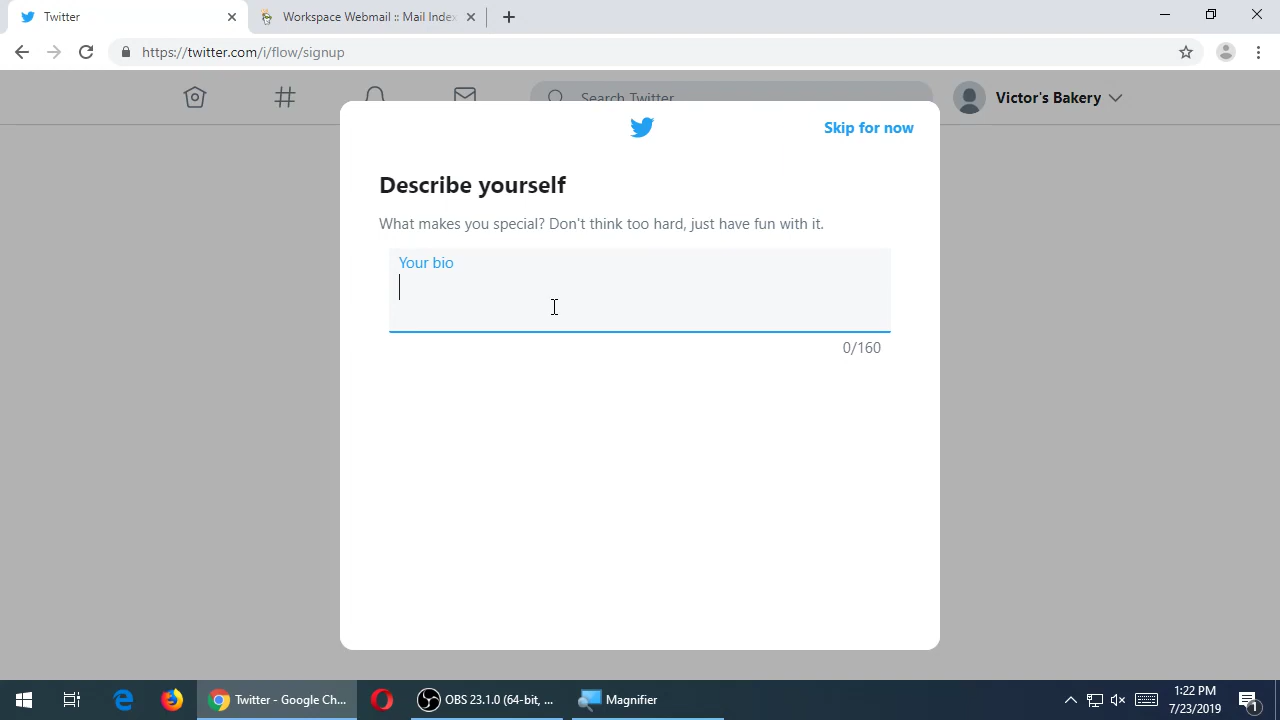 Twitter
Workspace Webmail :: Mail Index
https://twitter.com/i/flow/signup
Search Twitter
Victor's Bakery
Skip for now
Describe yourself
What makes you special? Don't think too hard, just have fun with it.
Your bio
0/160
Twitter - Google Ch...
OBS 23.1.0 (64-bit, ...
Magnifier
1:22 PM
7/23/2019
1